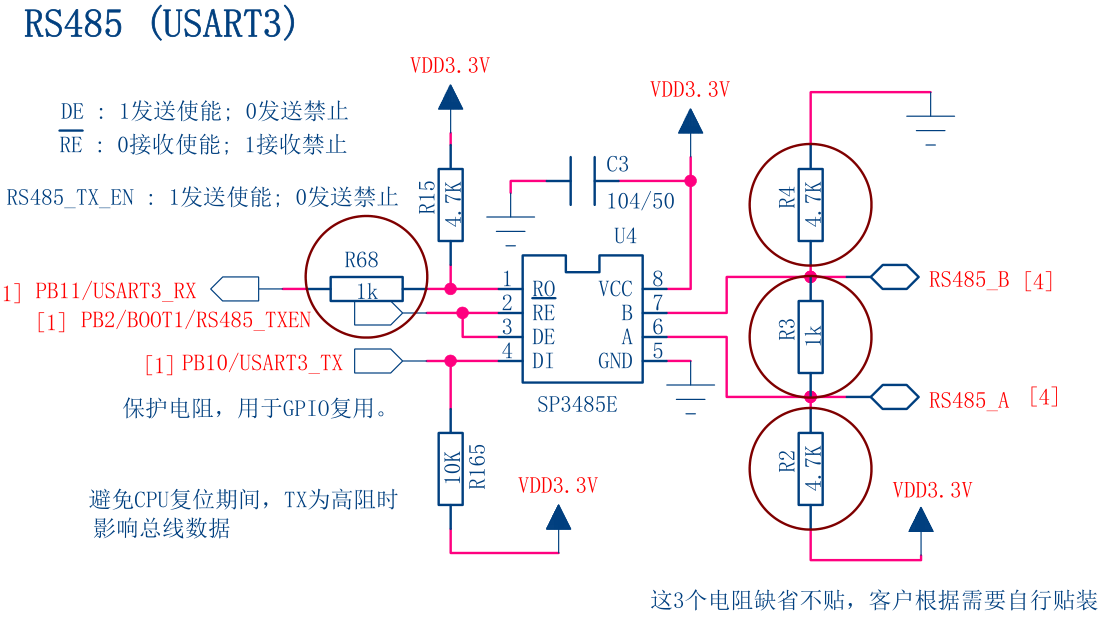 RS485 (USART3)
VDD3.3V
VDD3.3V
DE : 1发送使能; 0发送禁止
RE : 0接收使能; 1接收禁止
RS485_TX_EN : 1发送使能; 0发送禁止
R15
4.7K
C3
104/50
U4
R4
4.7K
R68
1k
1] PB11/USART3_RX
[1] PB2/BOOT1/RS485_TXEN
[1] PB10/USART3_TX
1 RO VCC 8
2 RE B 7
3 DE A 6
4 DI GND 5
SP3485E
RS485_B [4]
R3
1k
RS485_A [4]
保护电阻，用于GPIO复用。
10K
R165
R2
4.7K
避免CPU复位期间，TX为高阻时
影响总线数据
VDD3.3V
VDD3.3V
这3个电阻缺省不贴，客户根据需要自行贴装